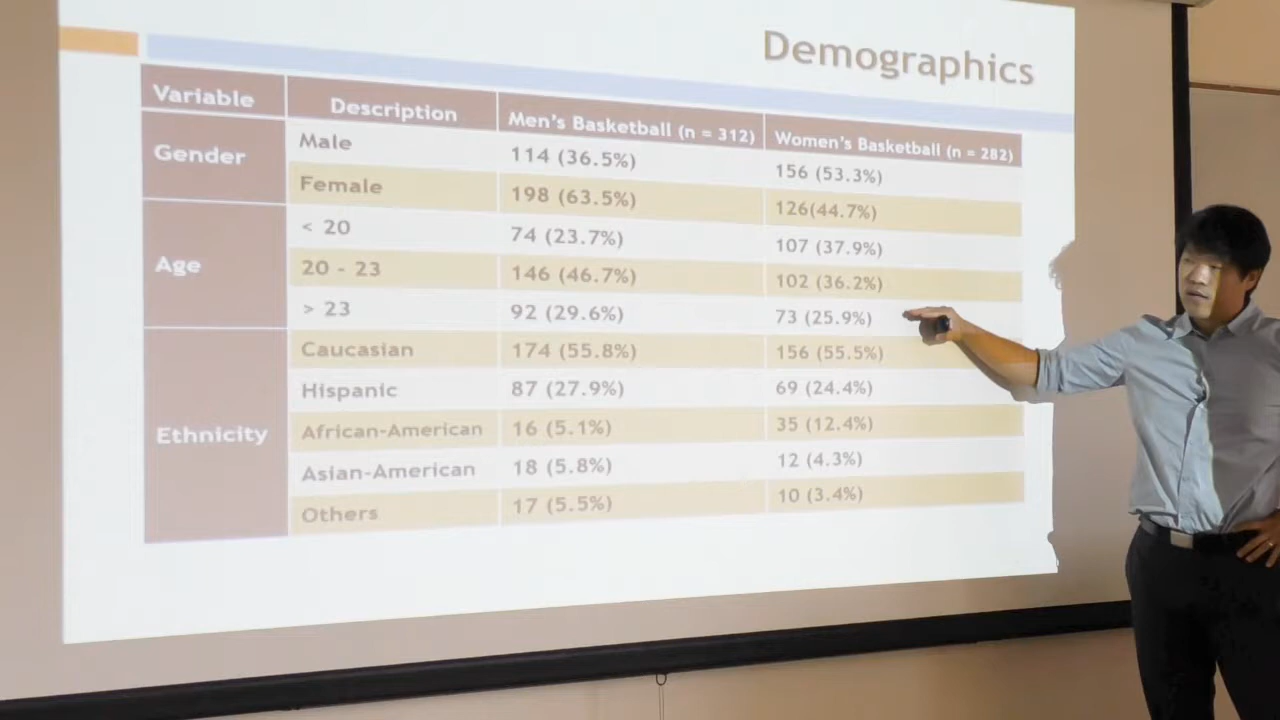 Demographics
Variable Description Men's Basketball (n = 312) Women's Basketball (n = 282)
Gender Male 114 (36.5%) 156 (53.3%)
Female 198 (63.5%) 126(44.7%)
Age < 20 74 (23.7%) 107 (37.9%)
20 - 23 146 (46.7%) 102 (36.2%)
> 23 92 (29.6%) 73 (25.9%)
Ethnicity Caucasian 174 (55.8%) 156 (55.5%)
Hispanic 87 (27.9%) 69 (24.4%)
African-American 16 (5.1%) 35 (12.4%)
Asian-American 18 (5.8%) 12 (4.3%)
Others 17 (5.5%) 10 (3.4%)